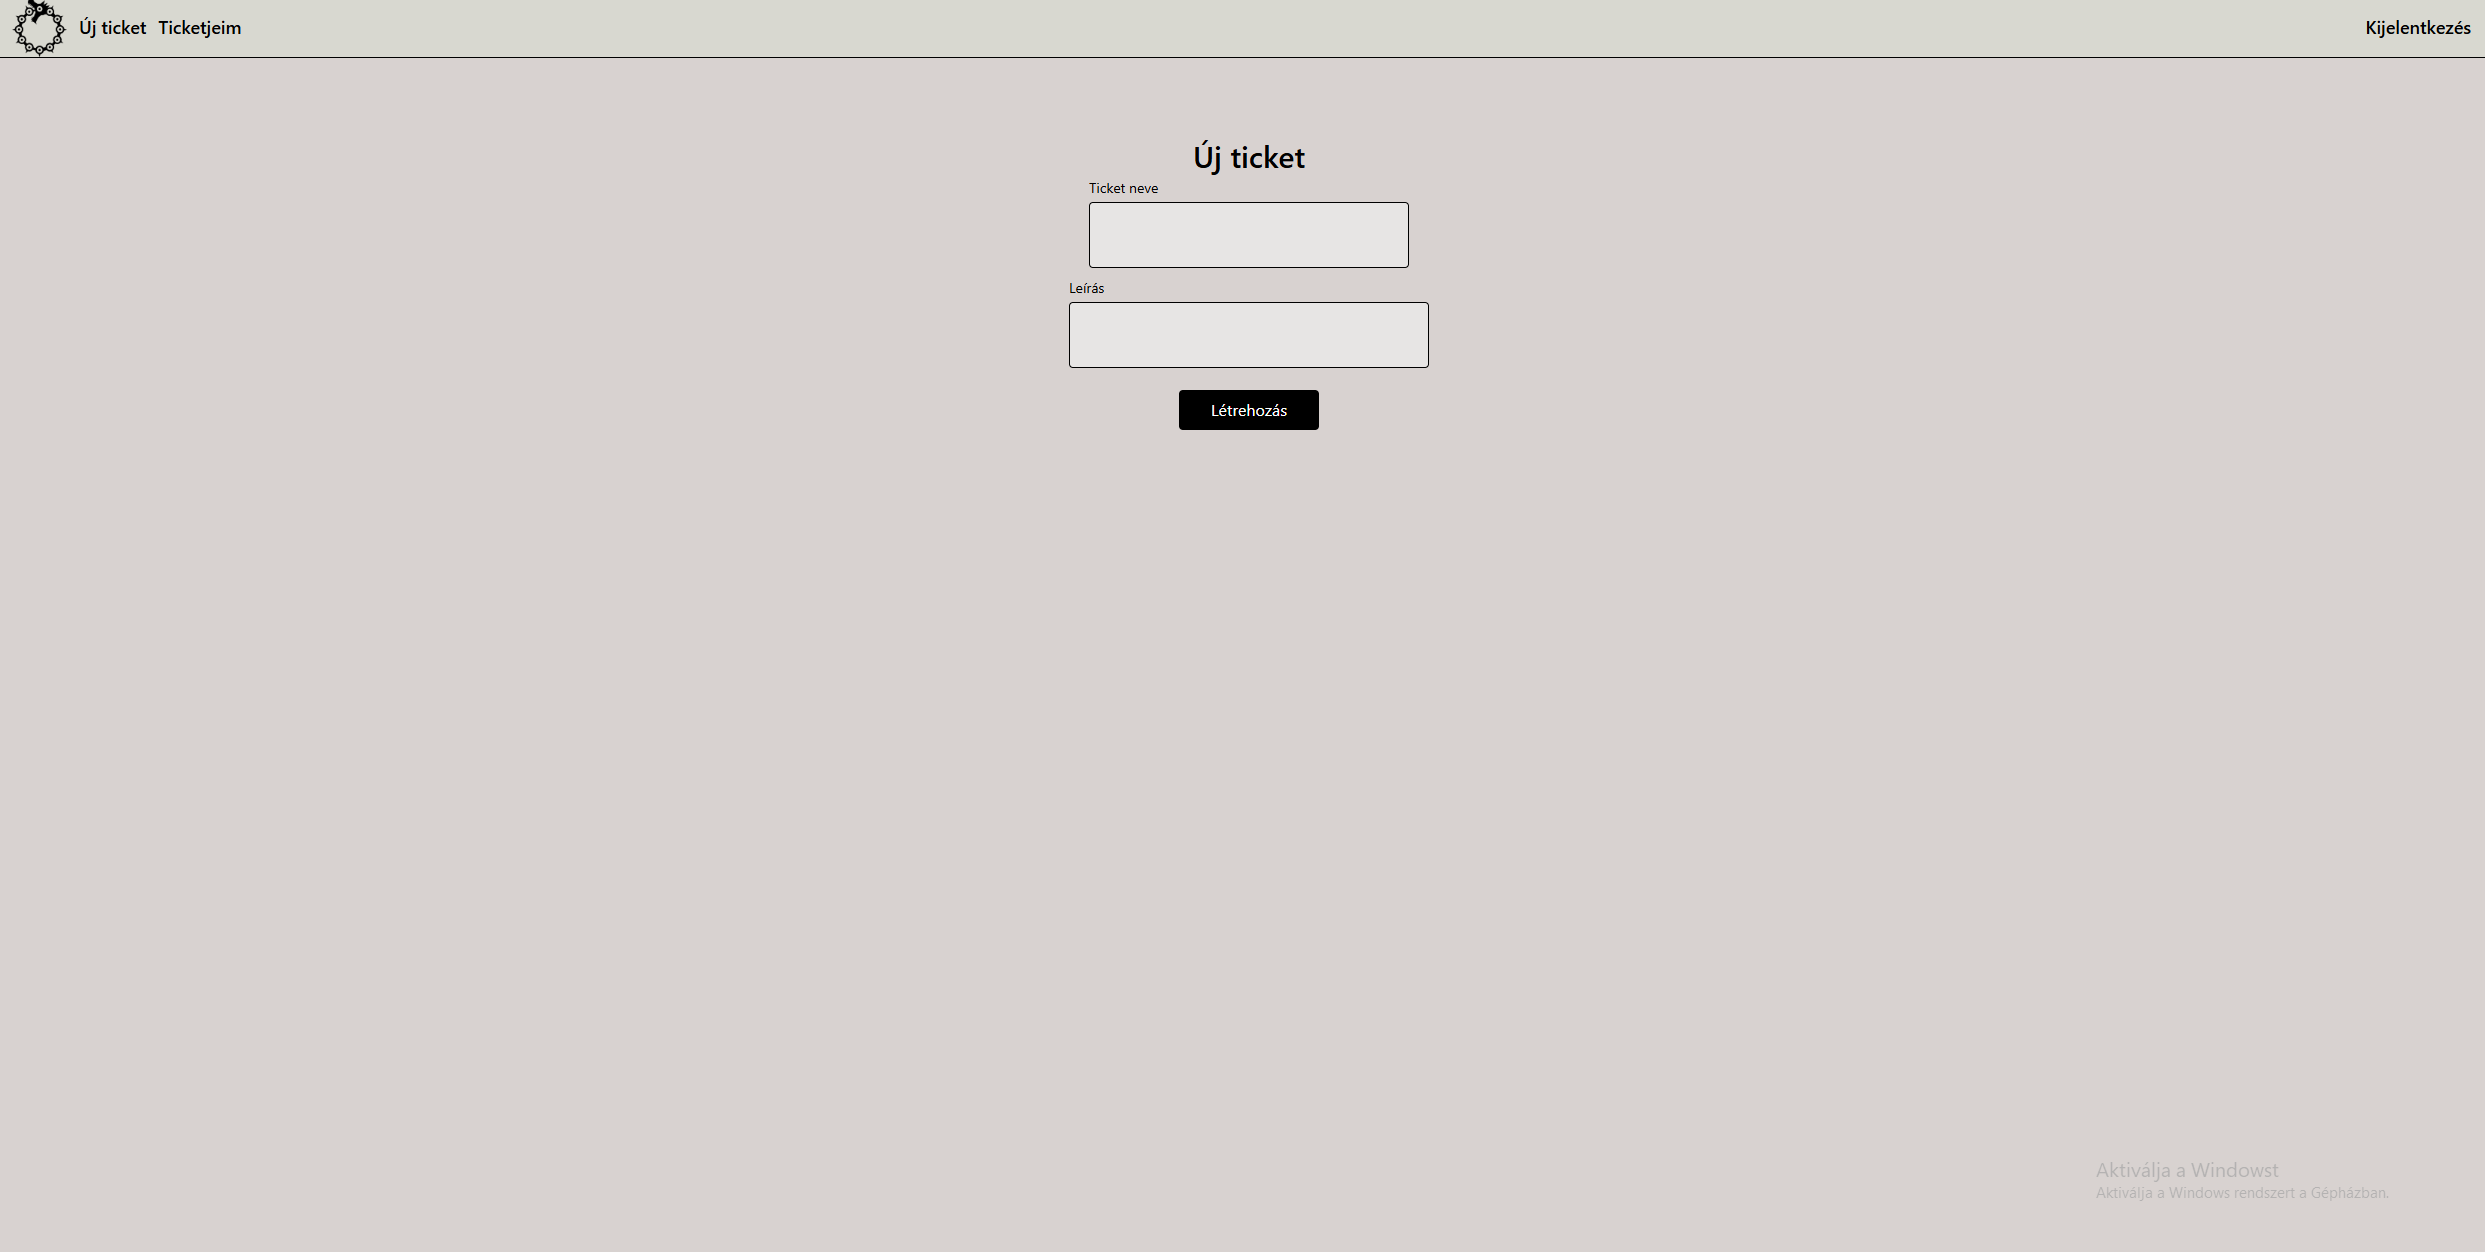 Új ticket Ticketjeim Kijelentkezés
Új ticket
Ticket neve
Leírás
Létrehozás
Aktiválja a Windowst
Aktiválja a Windows rendszert a Gépházban.